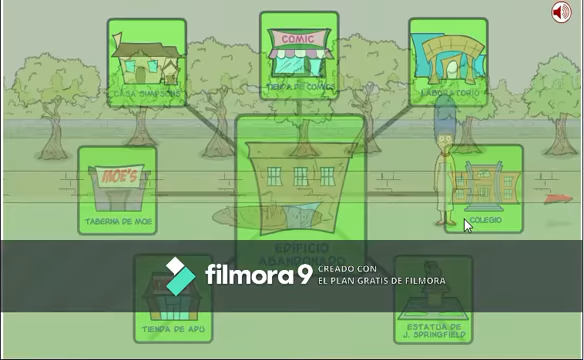 COMIC
CASA SIMPSONS
TIENDA DE COMICS
LABORATORIO
MOE'S
TABERNA DE MOE
COLEGIO
EDIFICIO
ABANDONADO
filmora9
CREADO CON
EL PLAN GRATIS DE FILMORA
TIENDA DE APU
ESTATUA DE
J. SPRINGFIELD